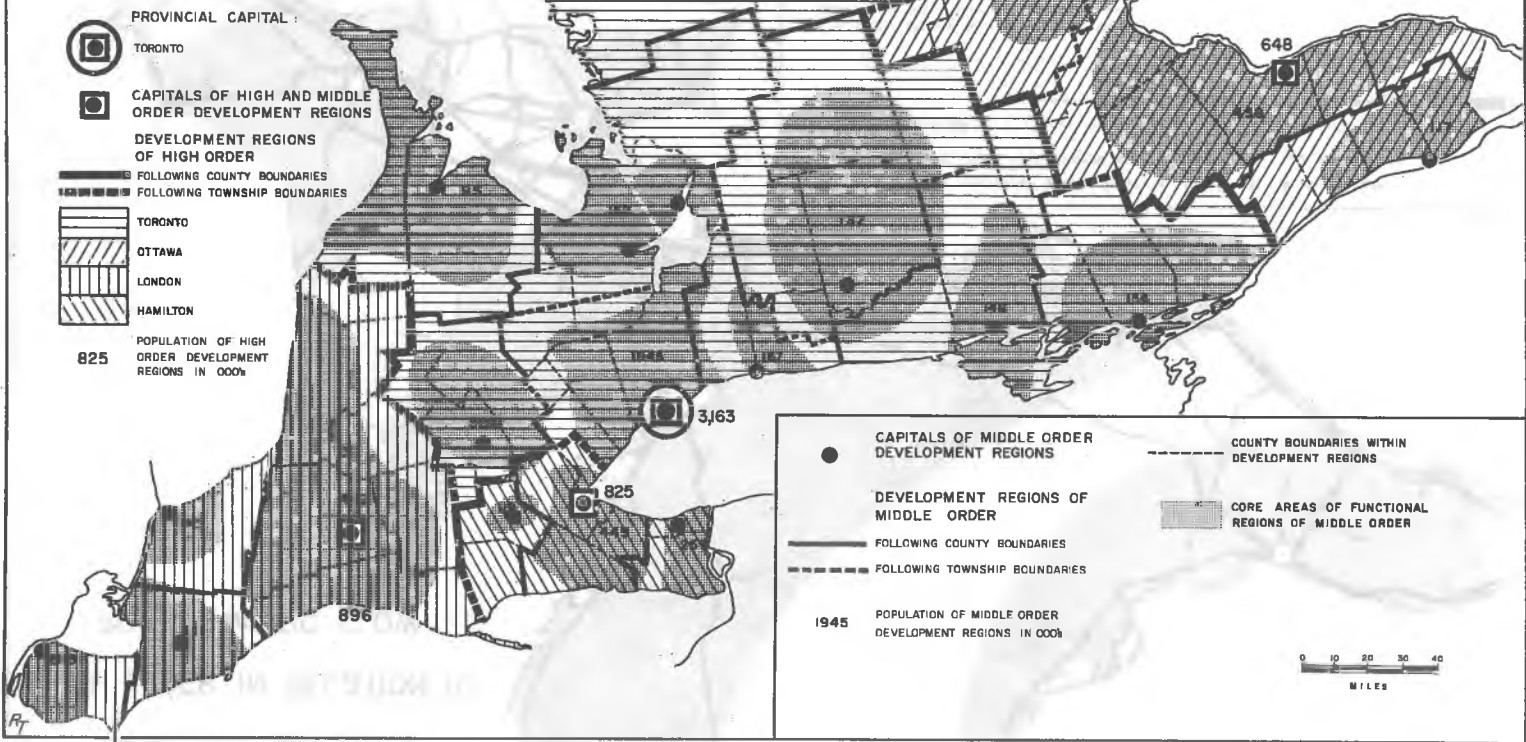 PROVINCIAL CAPITAL :
TORONTO
CAPITALS OF HIGH AND MIDDLE
ORDER DEVELOPMENT REGIONS
DEVELOPMENT REGIONS
OF HIGH ORDER
FOLLOWING COUNTY BOUNDARIES
FOLLOWING TOWNSHIP BOUNDARIES
TORONTO
OTTAWA
LONDON
HAMILTON
825
POPULATION OF HIGH
ORDER DEVELOPMENT
REGIONS IN 000's
648
3,163
825
896
CAPITALS OF MIDDLE ORDER
DEVELOPMENT REGIONS
DEVELOPMENT REGIONS OF
MIDDLE ORDER
FOLLOWING COUNTY BOUNDARIES
FOLLOWING TOWNSHIP BOUNDARIES
1945
POPULATION OF MIDDLE ORDER
DEVELOPMENT REGIONS IN 000's
COUNTY BOUNDARIES WITHIN
DEVELOPMENT REGIONS
CORE AREAS OF FUNCTIONAL
REGIONS OF MIDDLE ORDER
0 10 20 30 40
MILES
RT